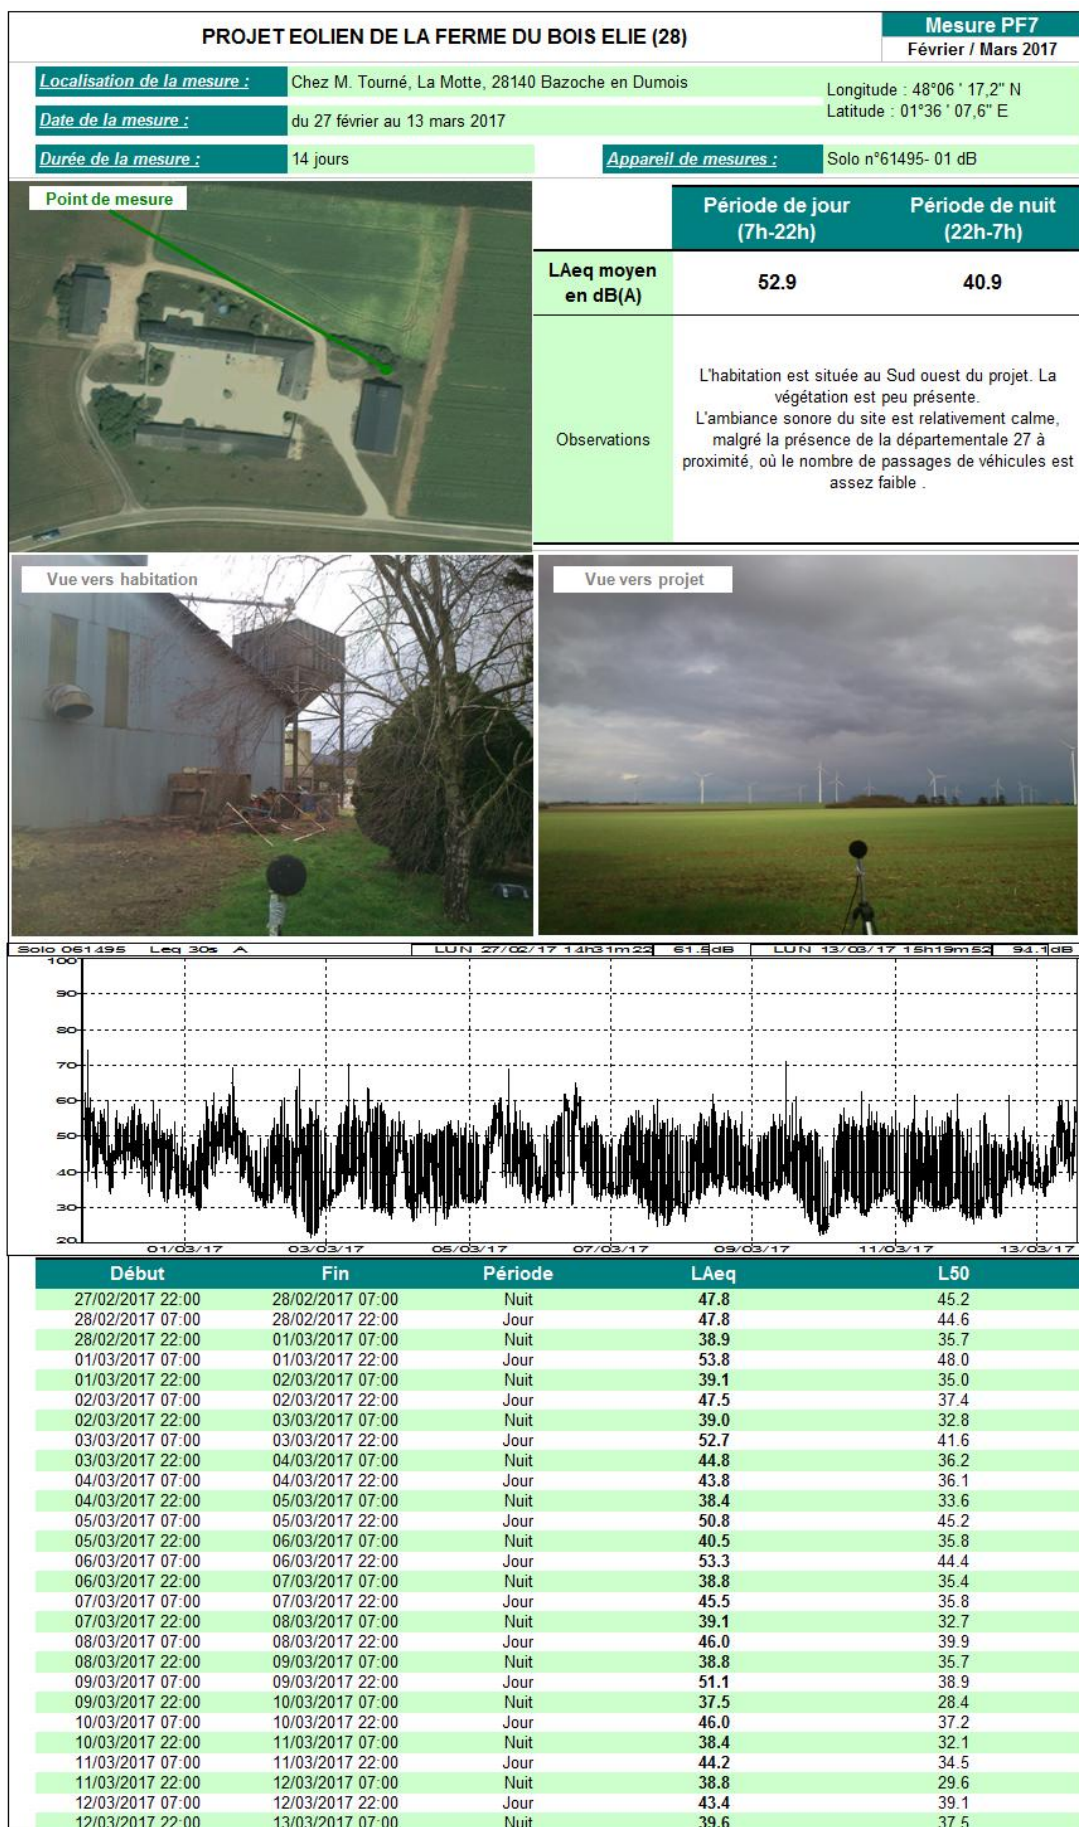 PROJET EOLIEN DE LA FERME DU BOIS ELIE (28)
Mesure PF7
Février / Mars 2017
Localisation de la mesure : Chez M. Tourné, La Motte, 28140 Bazoche en Dumois
Longitude : 48°06 ' 17,2" N
Latitude : 01°36 ' 07,6" E
Date de la mesure : du 27 février au 13 mars 2017
Durée de la mesure : 14 jours
Appareil de mesures : Solo n°61495- 01 dB
Point de mesure
Période de jour (7h-22h)
Période de nuit (22h-7h)
LAeq moyen en dB(A) 52.9 40.9
Observations
L'habitation est située au Sud ouest du projet. La
végétation est peu présente.
L'ambiance sonore du site est relativement calme,
malgré la présence de la départementale 27 à
proximité, où le nombre de passages de véhicules est
assez faible .
Vue vers habitation
Vue vers projet
Solo 061495 Leq 30s A LUN 27/02/17 14h31m22 61.5dB LUN 13/03/17 15h19m52 94.1dB
100
90
80
70
60
50
40
30
20
01/03/17 03/03/17 05/03/17 07/03/17 09/03/17 11/03/17 13/03/17
Début Fin Période LAeq L50
27/02/2017 22:00 28/02/2017 07:00 Nuit 47.8 45.2
28/02/2017 07:00 28/02/2017 22:00 Jour 47.8 44.6
28/02/2017 22:00 01/03/2017 07:00 Nuit 38.9 35.7
01/03/2017 07:00 01/03/2017 22:00 Jour 53.8 48.0
01/03/2017 22:00 02/03/2017 07:00 Nuit 39.1 35.0
02/03/2017 07:00 02/03/2017 22:00 Jour 47.5 37.4
02/03/2017 22:00 03/03/2017 07:00 Nuit 39.0 32.8
03/03/2017 07:00 03/03/2017 22:00 Jour 52.7 41.6
03/03/2017 22:00 04/03/2017 07:00 Nuit 44.8 36.2
04/03/2017 07:00 04/03/2017 22:00 Jour 43.8 36.1
04/03/2017 22:00 05/03/2017 07:00 Nuit 38.4 33.6
05/03/2017 07:00 05/03/2017 22:00 Jour 50.8 45.2
05/03/2017 22:00 06/03/2017 07:00 Nuit 40.5 35.8
06/03/2017 07:00 06/03/2017 22:00 Jour 53.3 44.4
06/03/2017 22:00 07/03/2017 07:00 Nuit 38.8 35.4
07/03/2017 07:00 07/03/2017 22:00 Jour 45.5 35.8
07/03/2017 22:00 08/03/2017 07:00 Nuit 39.1 32.7
08/03/2017 07:00 08/03/2017 22:00 Jour 46.0 39.9
08/03/2017 22:00 09/03/2017 07:00 Nuit 38.8 35.7
09/03/2017 07:00 09/03/2017 22:00 Jour 51.1 38.9
09/03/2017 22:00 10/03/2017 07:00 Nuit 37.5 28.4
10/03/2017 07:00 10/03/2017 22:00 Jour 46.0 37.2
10/03/2017 22:00 11/03/2017 07:00 Nuit 38.4 32.1
11/03/2017 07:00 11/03/2017 22:00 Jour 44.2 34.5
11/03/2017 22:00 12/03/2017 07:00 Nuit 38.8 29.6
12/03/2017 07:00 12/03/2017 22:00 Jour 43.4 39.1
12/03/2017 22:00 13/03/2017 07:00 Nuit 39.6 37.5